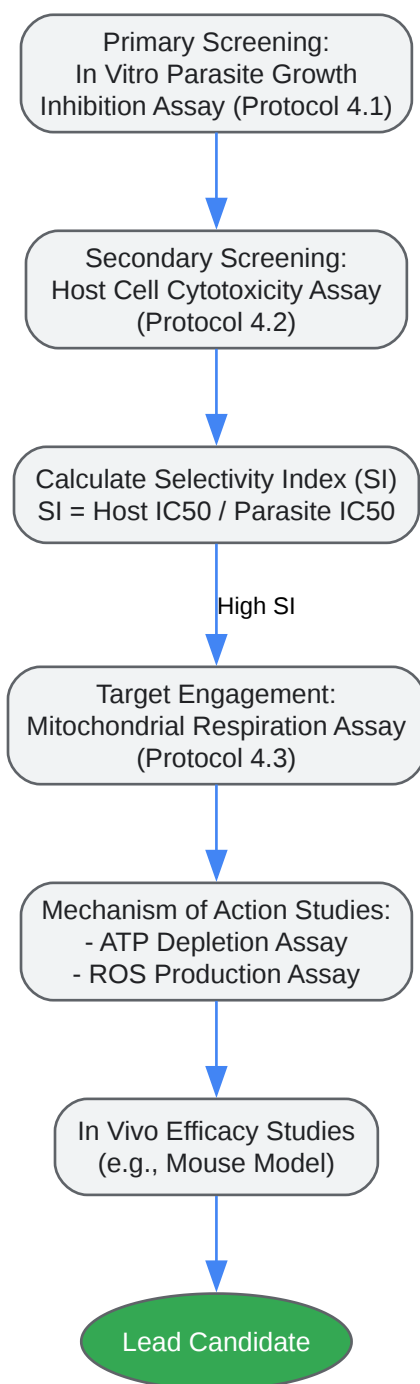 Primary Screening:
In Vitro Parasite Growth
Inhibition Assay (Protocol 4.1)
Secondary Screening:
Host Cell Cytotoxicity Assay
(Protocol 4.2)
Calculate Selectivity Index (SI)
SI = Host IC50 / Parasite IC50
High SI
Target Engagement:
Mitochondrial Respiration Assay
(Protocol 4.3)
Mechanism of Action Studies:
- ATP Depletion Assay
- ROS Production Assay
In Vivo Efficacy Studies
(e.g., Mouse Model)
Lead Candidate